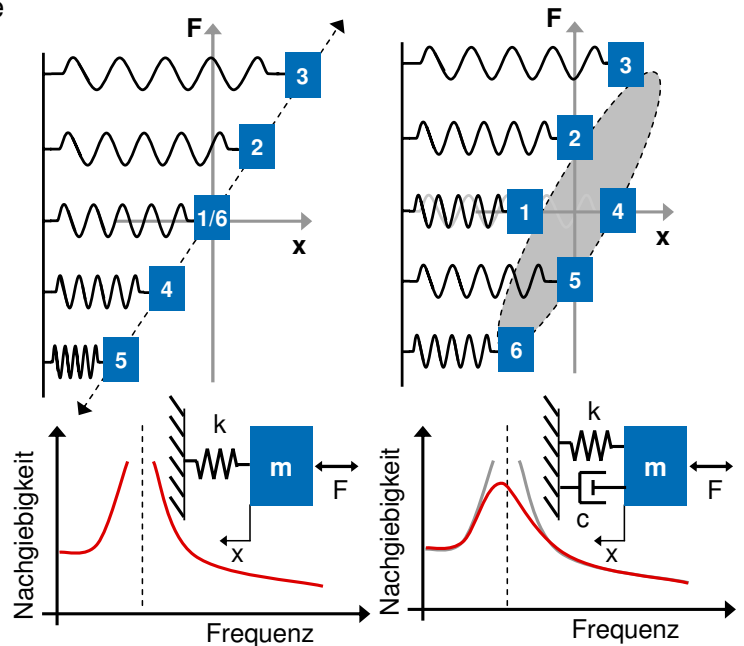 e
F
3
2
1/6
x
4
5
F
3
2
1
4
x
5
6
Nachgiebigkeit
k
m
F
x
Frequenz
Nachgiebigkeit
k
m
F
c
x
Frequenz